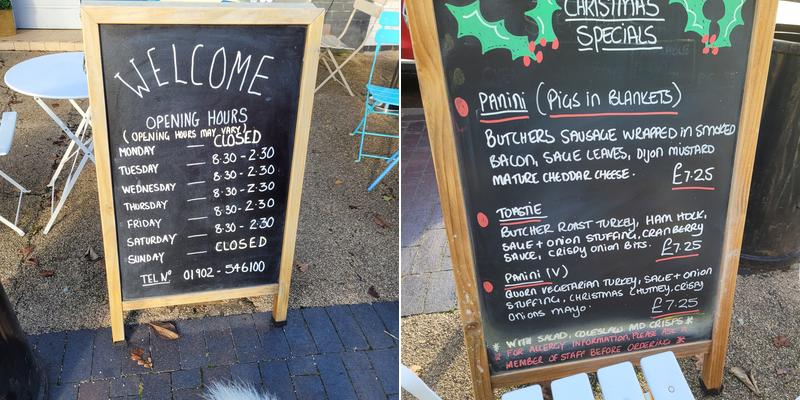 WELCOME
OPENING HOURS
(OPENING HOURS MAY VARY)
MONDAY — CLOSED
TUESDAY — 8:30 - 2:30
WEDNESDAY — 8:30 - 2:30
THURSDAY — 8:30 - 2:30
FRIDAY — 8:30 - 2:30
SATURDAY — 8:30 - 2:30
SUNDAY — CLOSED
TEL Nº 01902 - 546100
CHRISTMAS
SPECIALS
PANINI (PIGS IN BLANKETS)
BUTCHERS SAUSAGE WRAPPED IN SMOKED
BACON, SAGE LEAVES, DIJON MUSTARD
MATURE CHEDDAR CHEESE. £7.25
TOASTIE
BUTCHER ROAST TURKEY, HAM HOCK,
SAGE + ONION STUFFING, CRANBERRY
SAUCE, CRISPY ONION BITS. £7.25
PANINI (V)
QUORN VEGETARIAN TURKEY, SAGE + ONION
STUFFING, CHRISTMAS CHUTNEY, CRISPY
ONIONS MAYO. £7.25
* WITH SALAD, COLESLAW AND CRISPS *
* FOR ALLERGY INFORMATION, PLEASE ASK A
MEMBER OF STAFF BEFORE ORDERING *